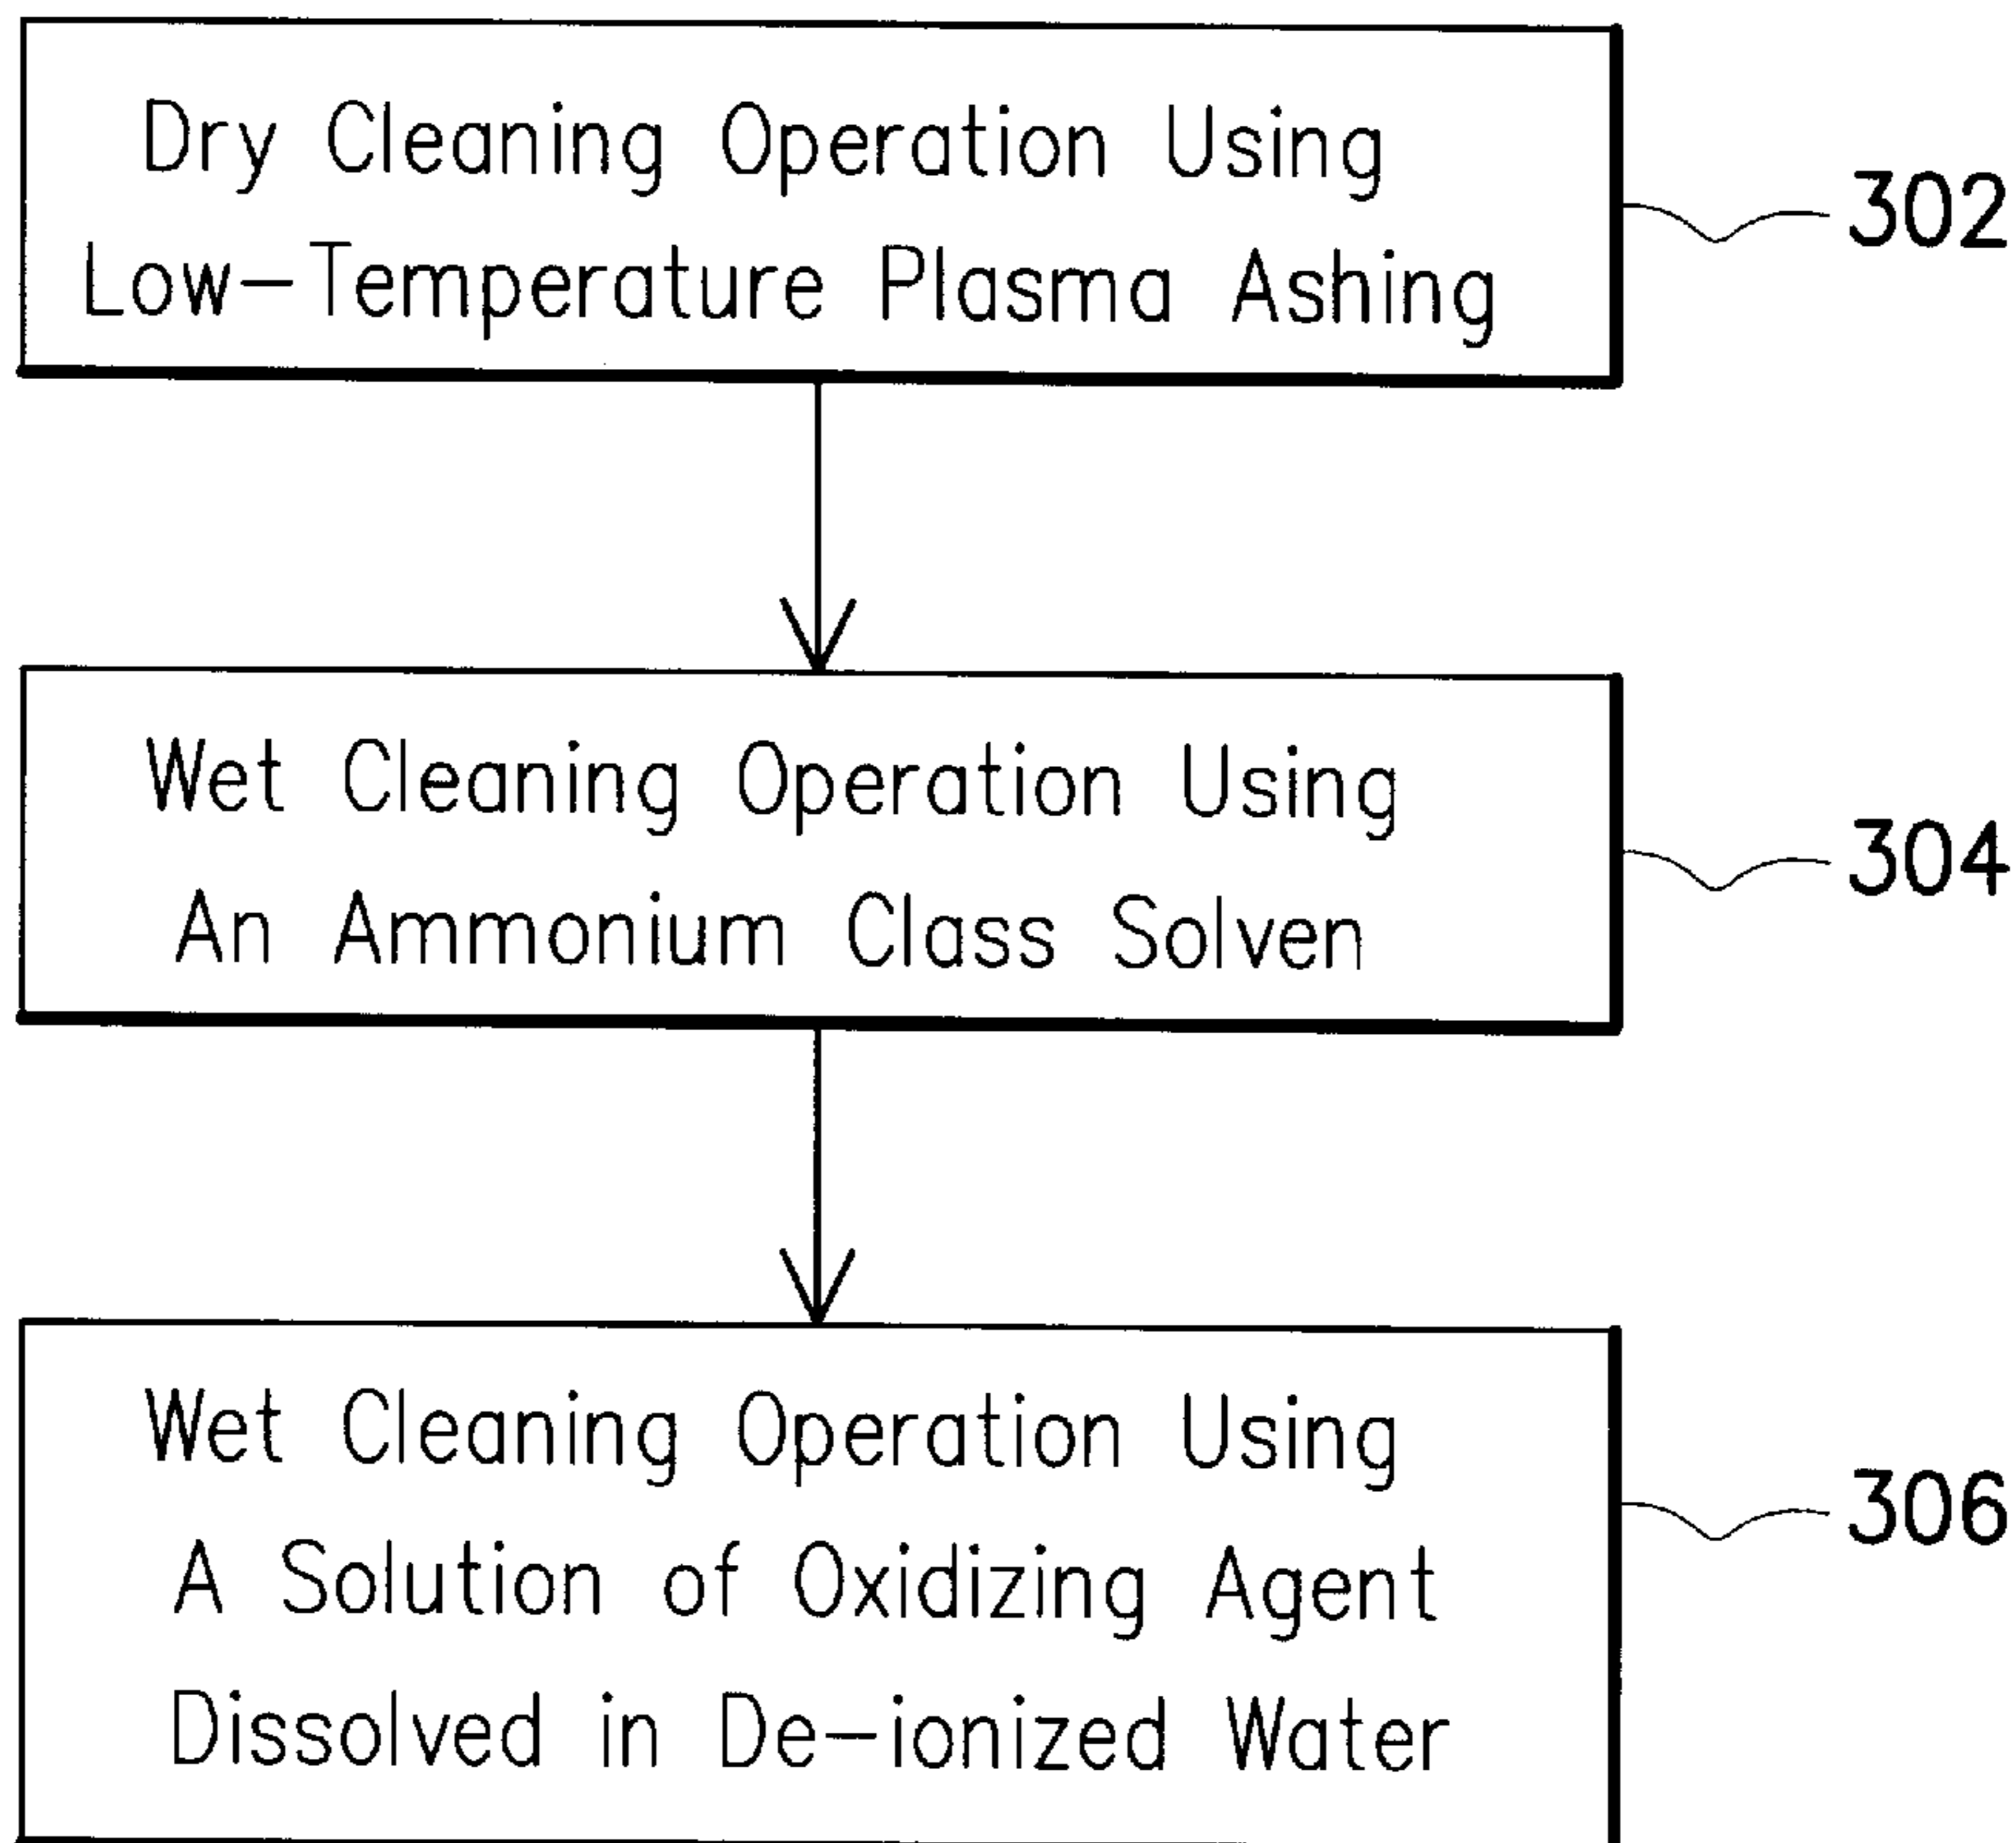 Dry Cleaning Operation Using
Low-Temperature Plasma Ashing
302
Wet Cleaning Operation Using
An Ammonium Class Solven
304
Wet Cleaning Operation Using
A Solution of Oxidizing Agent
Dissolved in De-ionized Water
306